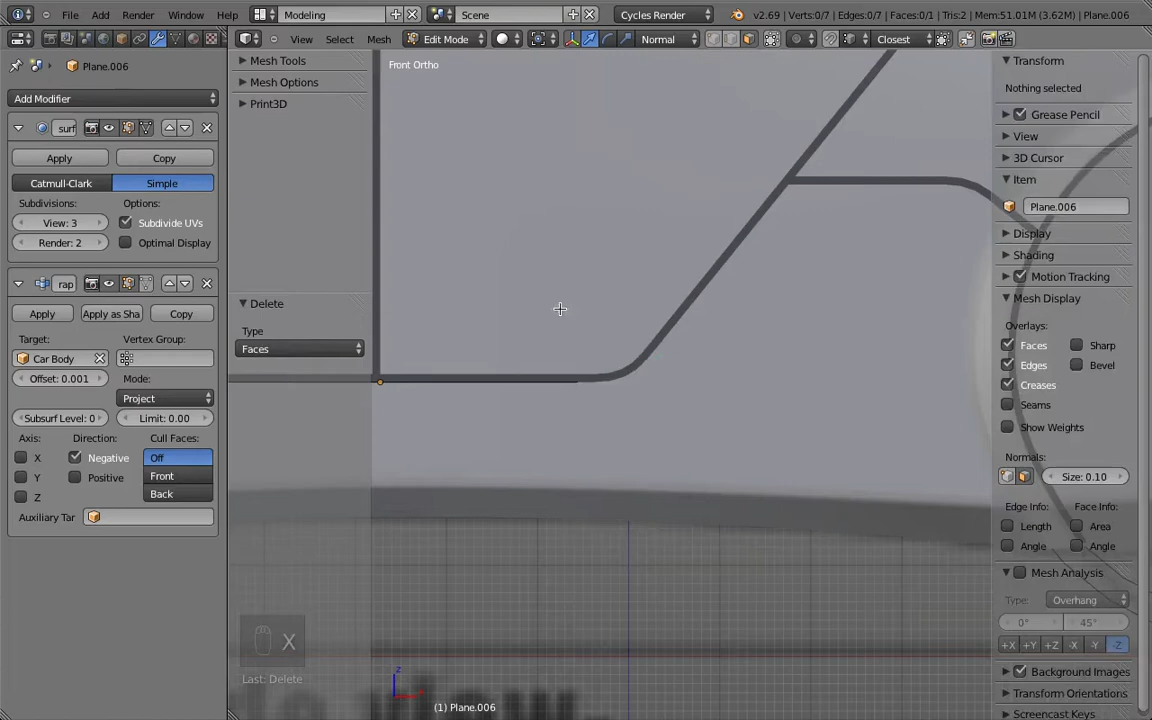 File Add Render Window Help Modeling Scene Cycles Render v2.69 | Verts:0/7 | Edges:0/7 | Faces:0/1 | Tris:2 | Mem:51.01M (3.62M) | Plane.006
View Select Mesh Edit Mode Normal Closest
Plane.006
Add Modifier
surf
Apply Copy
Catmull-Clark Simple
Subdivisions: Options:
View: 3 Subdivide UVs
Render: 2 Optimal Display
rap
Apply Apply as Sha Copy
Target: Vertex Group:
Car Body
Offset: 0.001 Mode:
Project
Subsurf Level: 0 Limit: 0.00
Axis: Direction: Cull Faces:
X Negative Off
Y Positive Front
Z Back
Auxiliary Tar
Mesh Tools
Mesh Options
Print3D
Delete
Type
Faces
Front Ortho
X
Last: Delete
z
(1) Plane.006
Transform
Nothing selected
Grease Pencil
View
3D Cursor
Item
Plane.006
Display
Shading
Motion Tracking
Mesh Display
Overlays:
Faces Sharp
Edges Bevel
Creases
Seams
Show Weights
Normals:
Size: 0.10
Edge Info: Face Info:
Length Area
Angle Angle
Mesh Analysis
Type: Overhang
0° 45°
+X +Y +Z -X -Y -Z
Background Images
Transform Orientations
Screencast Keys